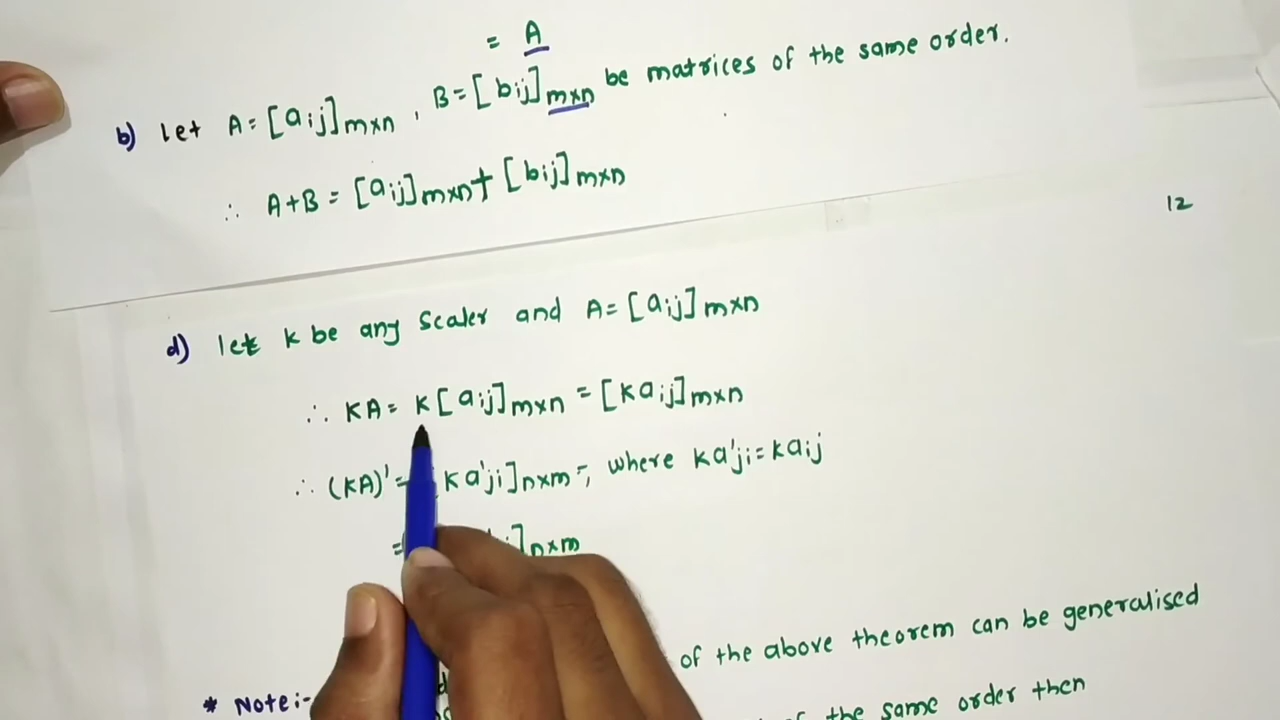 = A
b) let A = [aij]m×n , B = [bij]m×n be matrices of the same order.
∴ A+B = [aij]m×n + [bij]m×n
12
d) let k be any scaler and A = [aij]m×n
∴ KA = K[aij]m×n = [kaij]m×n
∴ (KA)' = [ka'ji]n×m , where ka'ji = kaij
= ]n×m
of the above theorem can be generalised
* Note:-
of the same order then